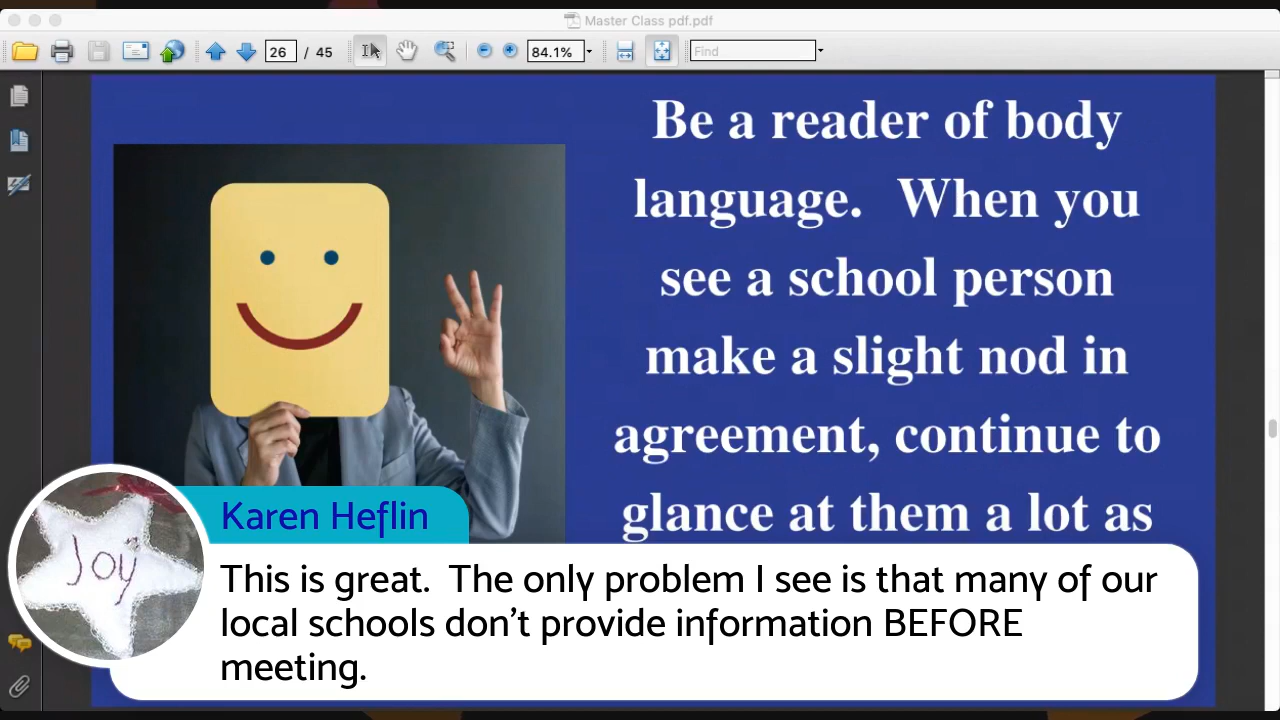 Master Class pdf.pdf
26 / 45
84.1%
Find
Be a reader of body
language.  When you
see a school person
make a slight nod in
agreement, continue to
glance at them a lot as
Joy
Karen Heflin
This is great.  The only problem I see is that many of our
local schools don't provide information BEFORE
meeting.